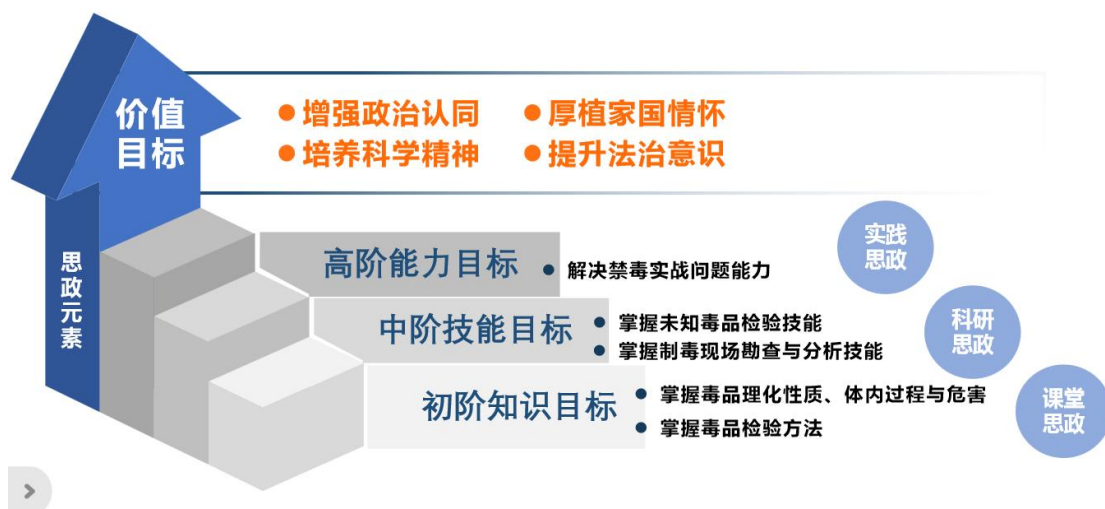 价值
目标
● 增强政治认同 ● 厚植家国情怀
● 培养科学精神 ● 提升法治意识
思政元素
高阶能力目标
● 解决禁毒实战问题能力
实践
思政
中阶技能目标
● 掌握未知毒品检验技能
● 掌握制毒现场勘查与分析技能
科研
思政
初阶知识目标
● 掌握毒品理化性质、体内过程与危害
● 掌握毒品检验方法
课堂
思政